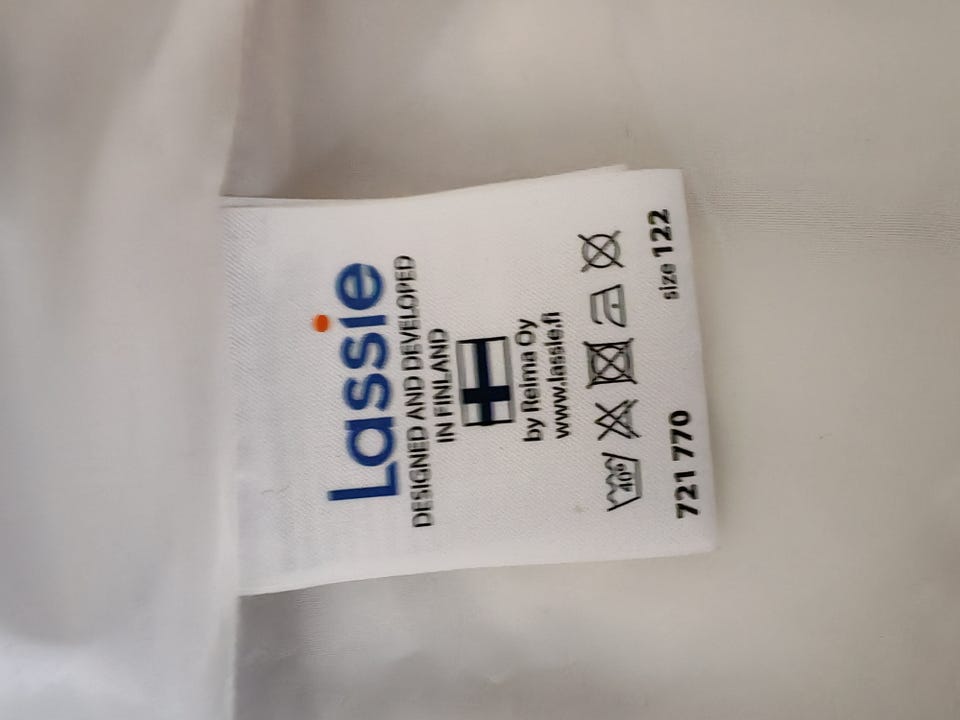 Lassie
DESIGNED AND DEVELOPED
IN FINLAND
by Reima Oy
www.lassie.fi
40°
721 770 size 122